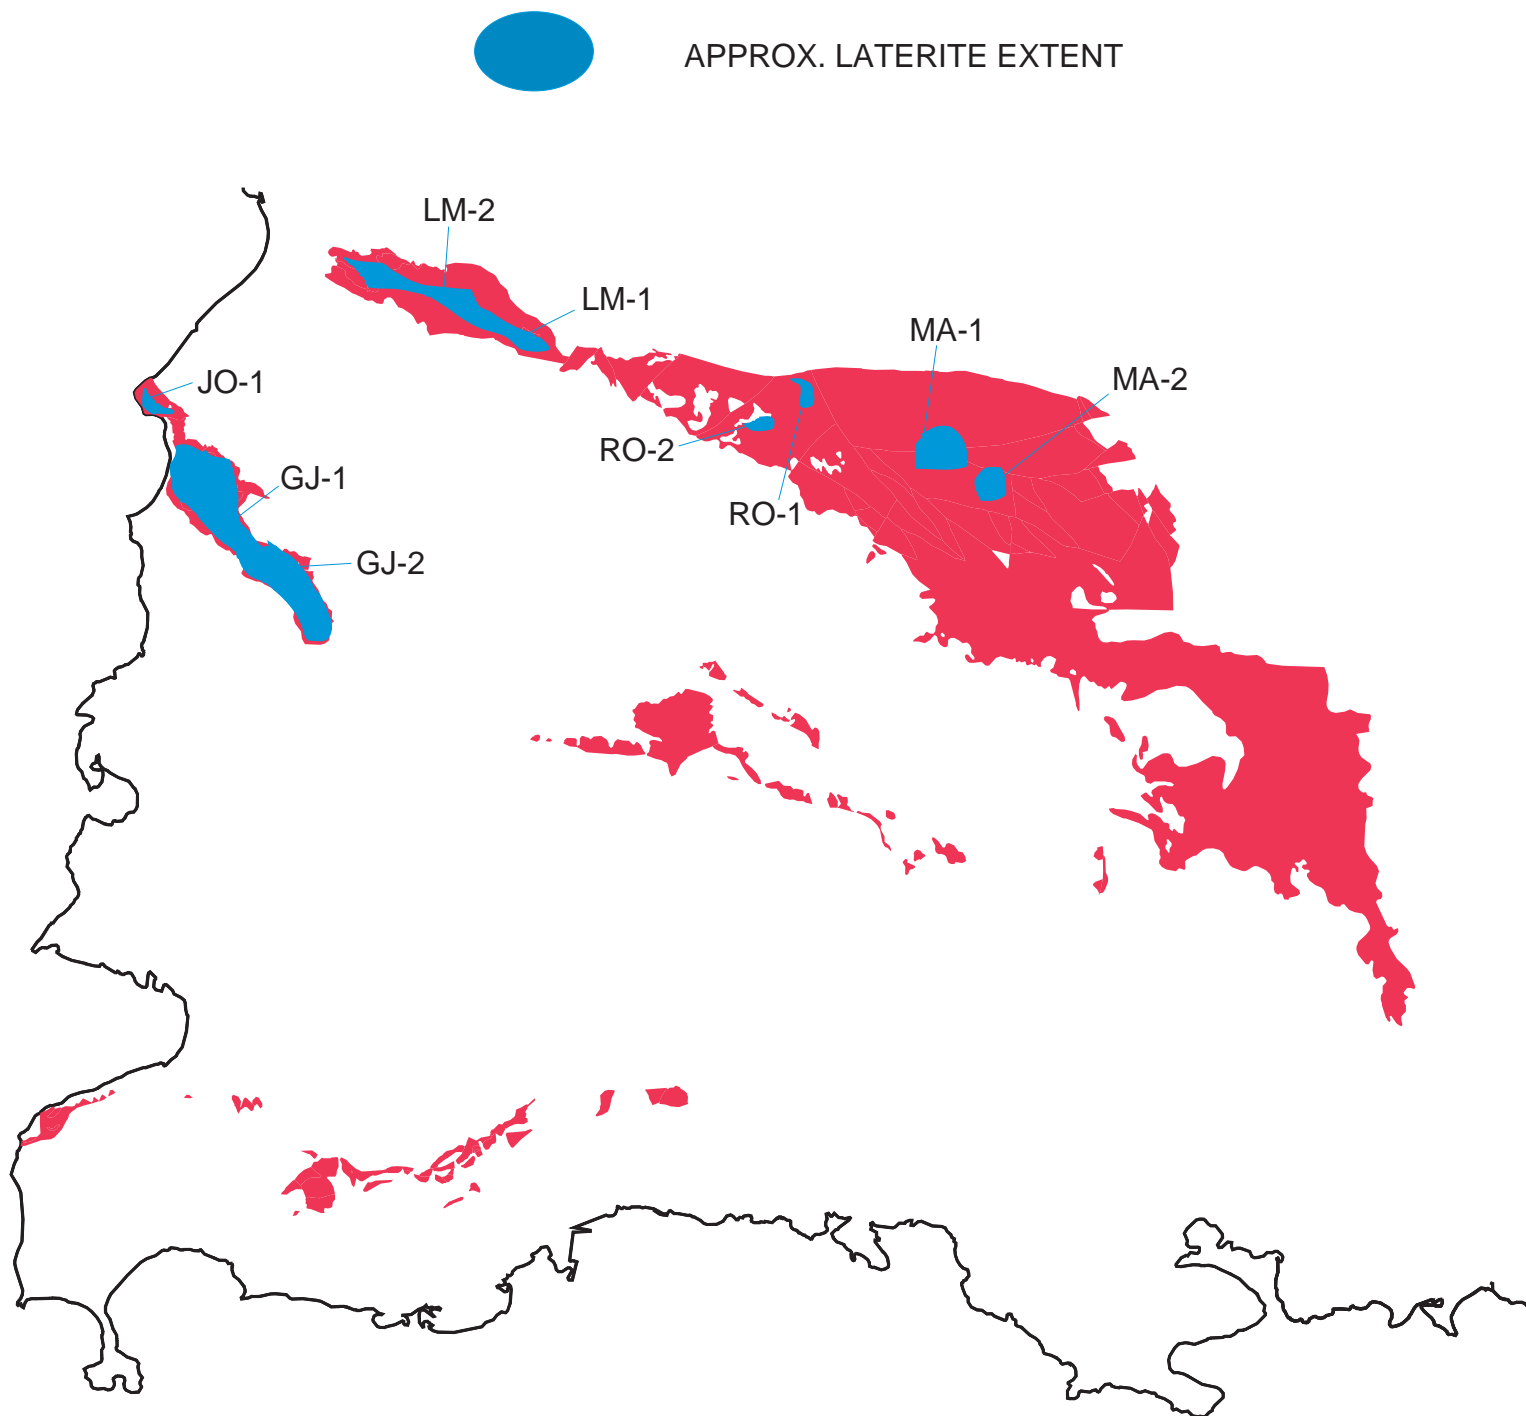 APPROX. LATERITE EXTENT
LM-2
LM-1
MA-1
MA-2
JO-1
RO-2
GJ-1
RO-1
GJ-2